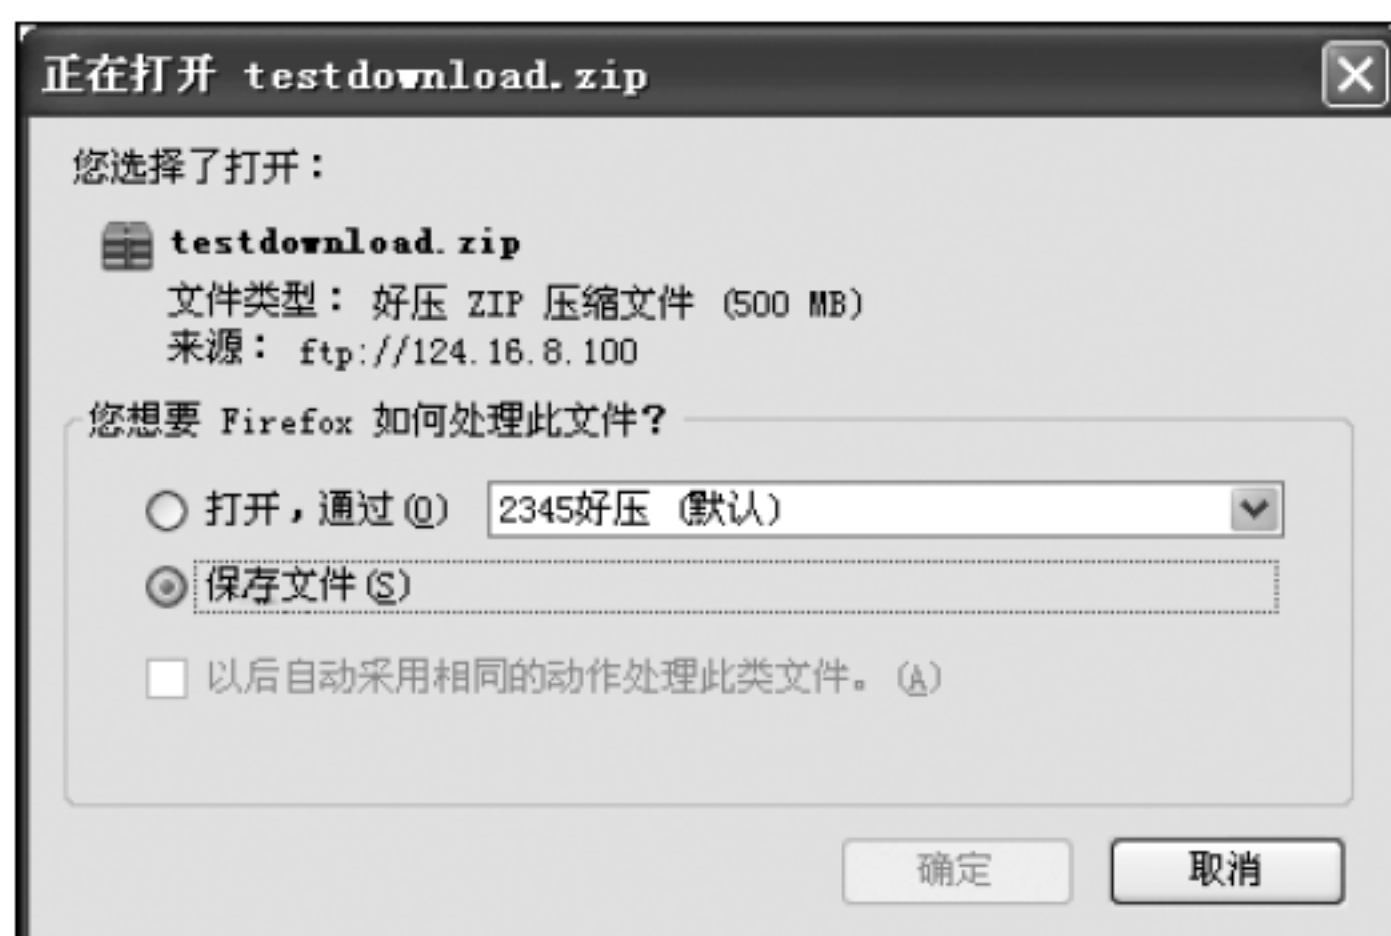 正在打开 testdownload.zip
您选择了打开：
testdownload.zip
文件类型： 好压 ZIP 压缩文件 (500 MB)
来源： ftp://124.16.8.100
您想要 Firefox 如何处理此文件？
打开，通过(O) 2345好压 (默认)
保存文件(S)
以后自动采用相同的动作处理此类文件。(A)
确定 取消